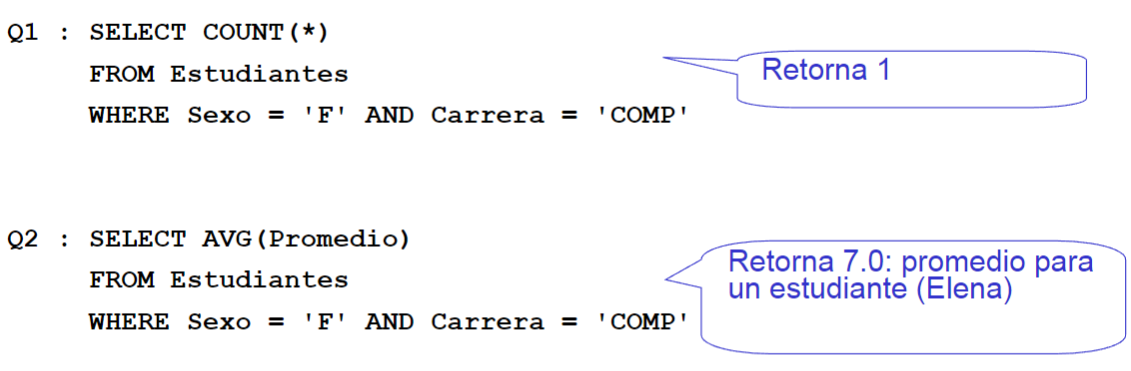 Q1 : SELECT COUNT(*)
FROM Estudiantes
WHERE Sexo = 'F' AND Carrera = 'COMP'
Retorna 1
Q2 : SELECT AVG(Promedio)
FROM Estudiantes
WHERE Sexo = 'F' AND Carrera = 'COMP'
Retorna 7.0: promedio para
un estudiante (Elena)